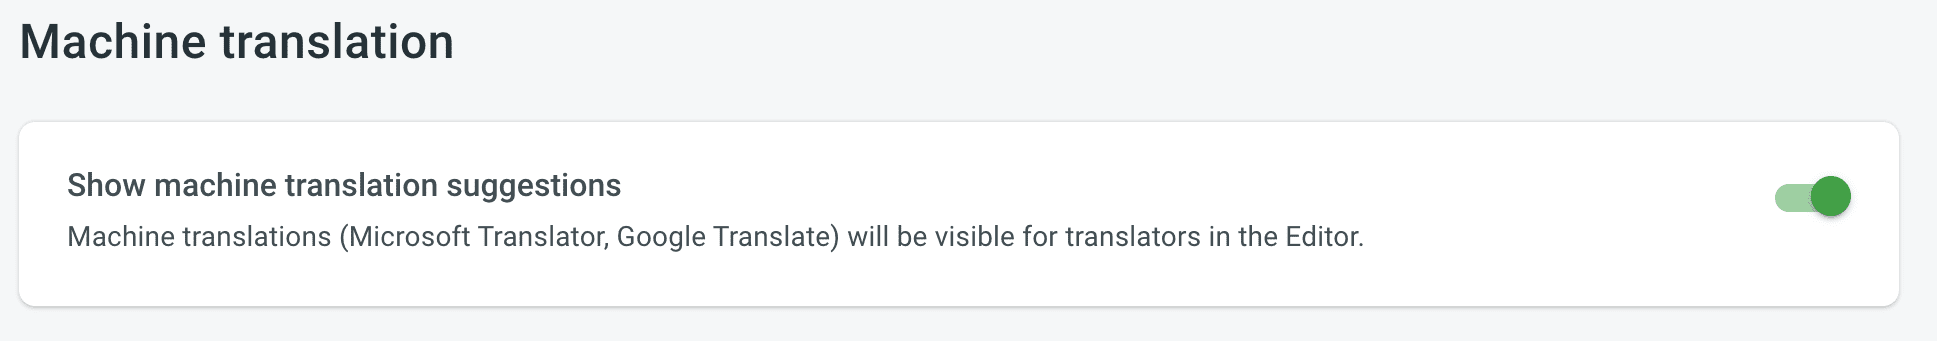 Machine translation
Show machine translation suggestions
Machine translations (Microsoft Translator, Google Translate) will be visible for translators in the Editor.